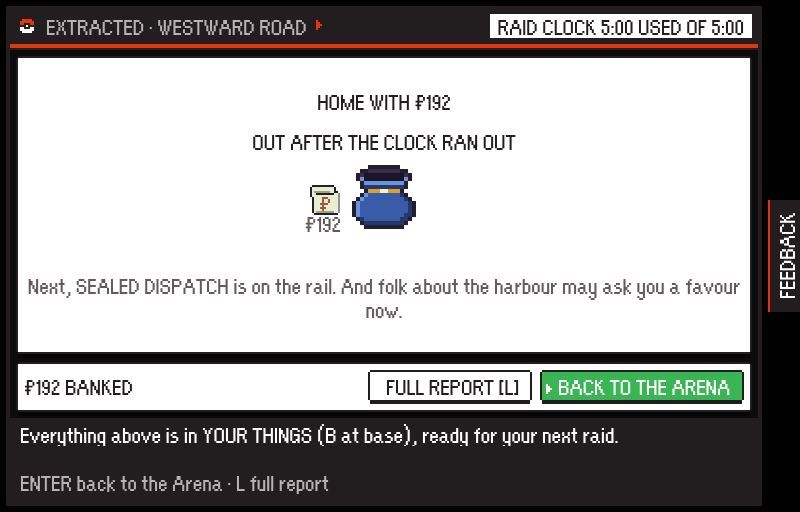 EXTRACTED · WESTWARD ROAD
RAID CLOCK 5:00 USED OF 5:00
HOME WITH ₽192
OUT AFTER THE CLOCK RAN OUT
₽
₽192
Next, SEALED DISPATCH is on the rail. And folk about the harbour may ask you a favour
now.
₽192 BANKED
FULL REPORT [L]
BACK TO THE ARENA
Everything above is in YOUR THINGS (B at base), ready for your next raid.
ENTER back to the Arena · L full report
FEEDBACK